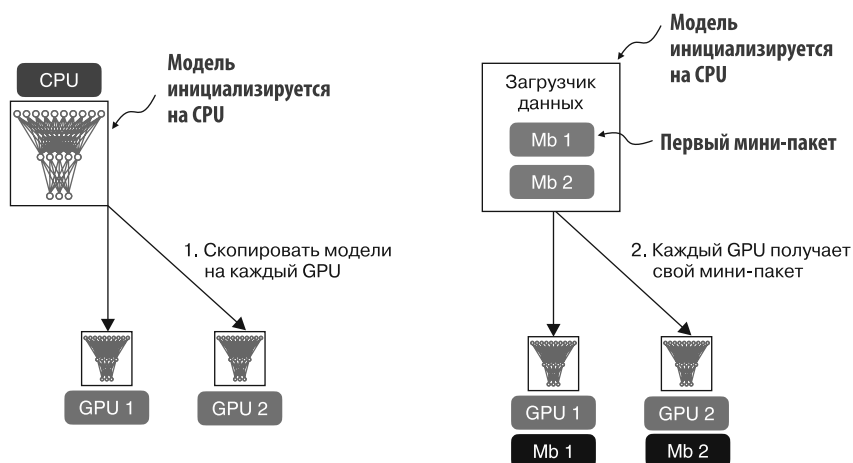 CPU
Модель
инициализируется
на CPU
1. Скопировать модели
на каждый GPU
GPU 1
GPU 2
Модель
инициализируется
на CPU
Загрузчик
данных
Mb 1
Первый мини-пакет
Mb 2
2. Каждый GPU получает
свой мини-пакет
GPU 1
GPU 2
Mb 1
Mb 2